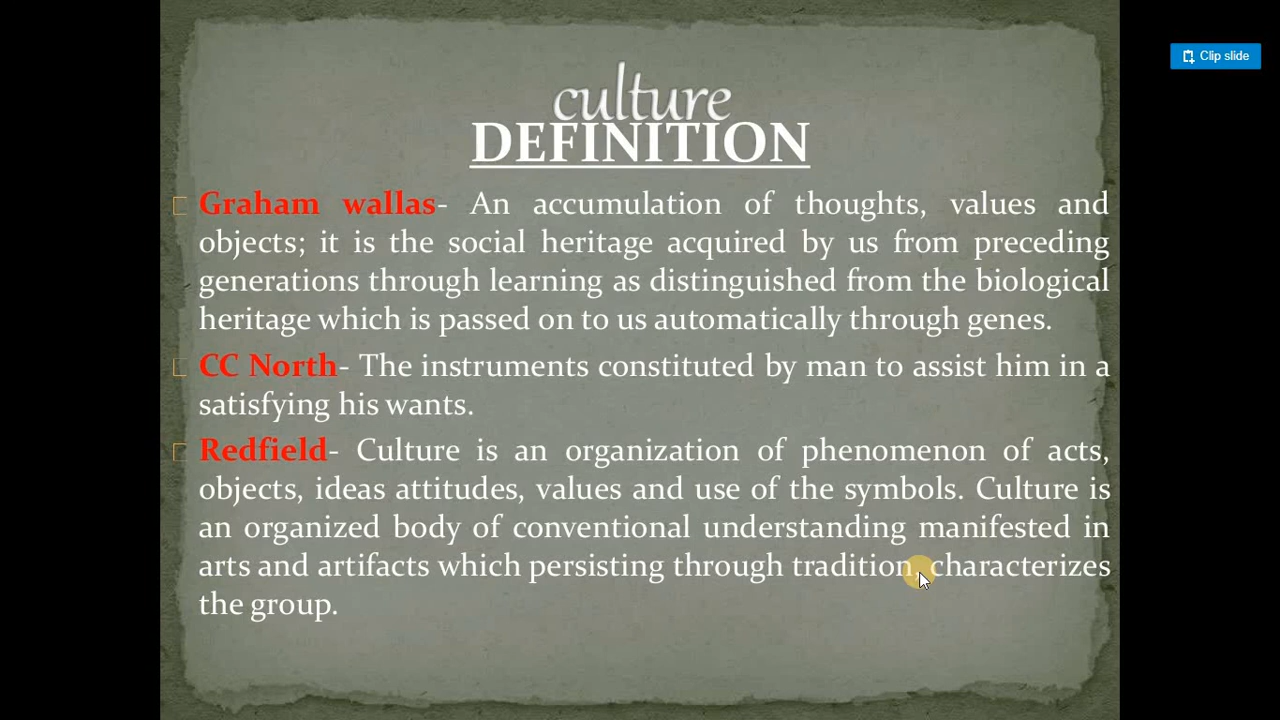 Clip slide
culture
DEFINITION
Graham wallas- An accumulation of thoughts, values and
objects; it is the social heritage acquired by us from preceding
generations through learning as distinguished from the biological
heritage which is passed on to us automatically through genes.
CC North- The instruments constituted by man to assist him in a
satisfying his wants.
Redfield- Culture is an organization of phenomenon of acts,
objects, ideas attitudes, values and use of the symbols. Culture is
an organized body of conventional understanding manifested in
arts and artifacts which persisting through tradition, characterizes
the group.